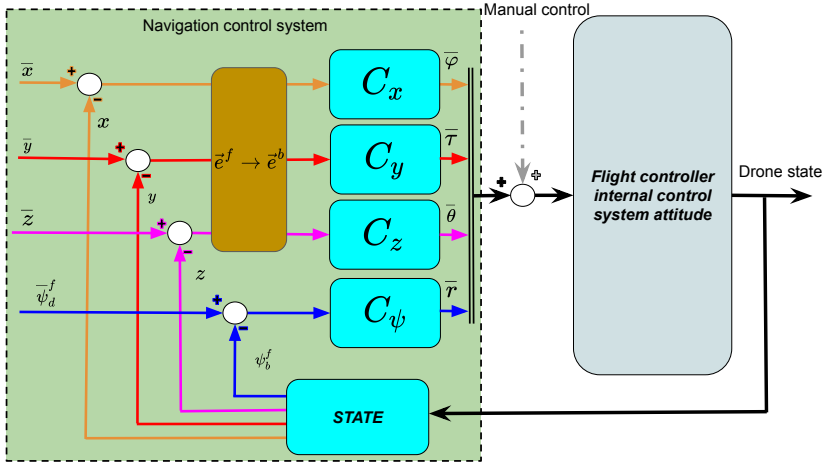 Navigation control system
Manual control
x̅
+
−
x
C_x
φ̅
y̅
+
−
y
e⃗^f → e⃗^b
C_y
τ̅
z̅
+
−
z
C_z
θ̅
ψ̅_d^f
+
−
ψ_b^f
C_ψ
r̅
+
+
Flight controller
internal control
system attitude
Drone state
STATE